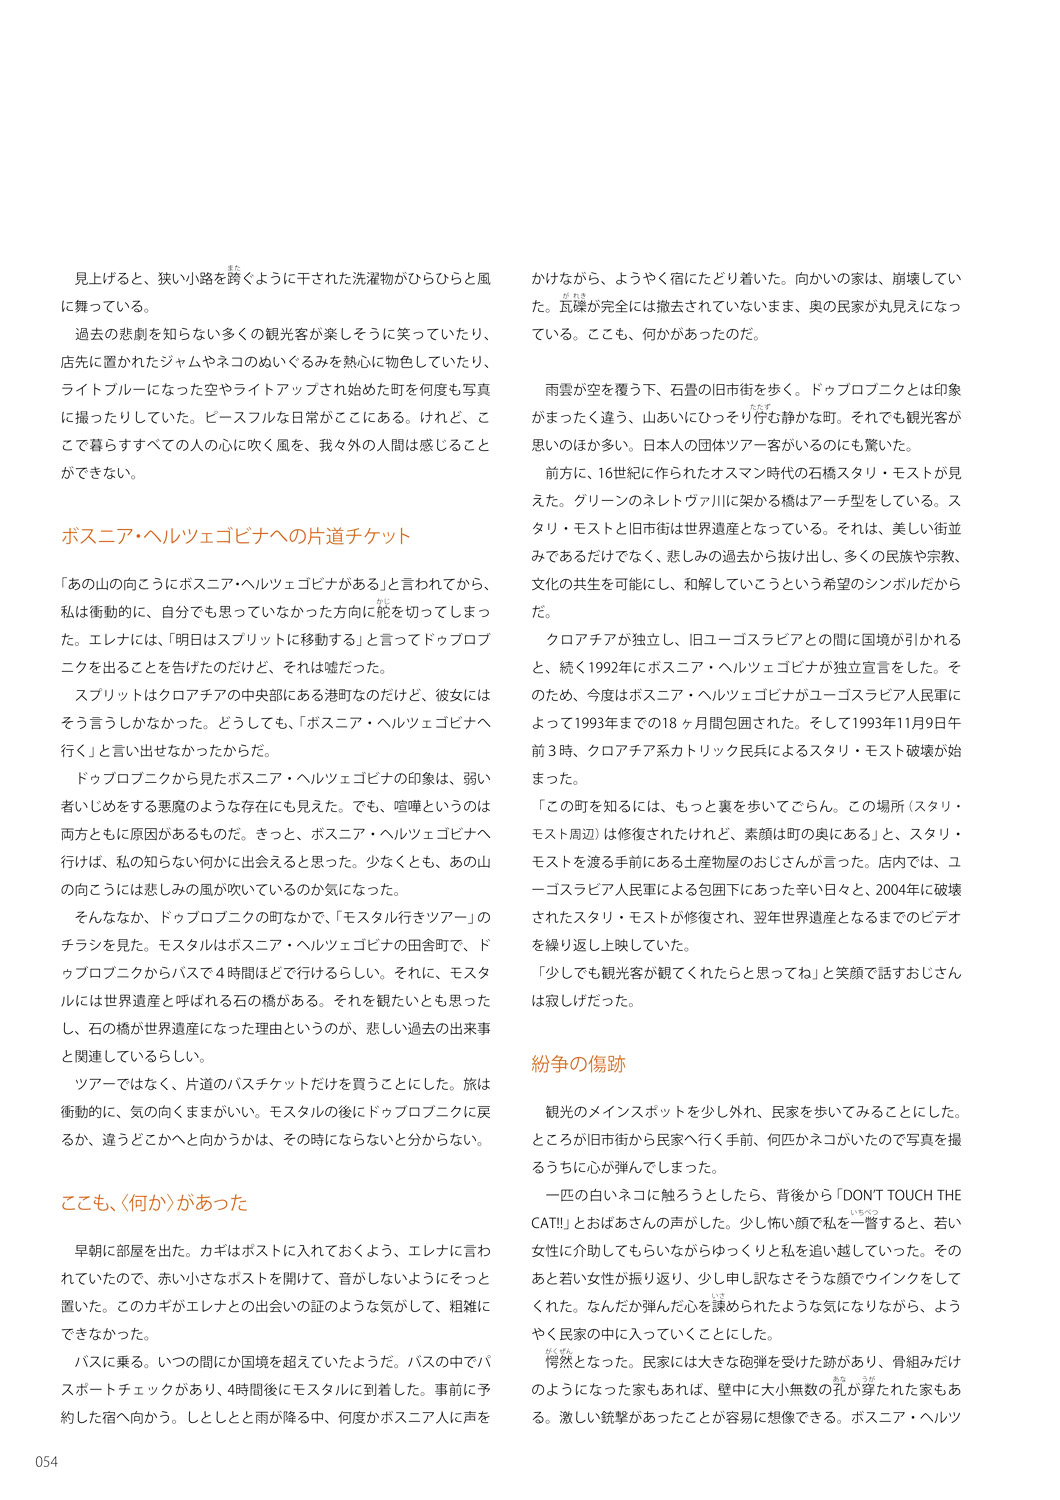 見上げると、狭い小路を跨ぐように干された洗濯物がひらひらと風
に舞っている。
過去の悲劇を知らない多くの観光客が楽しそうに笑っていたり、
店先に置かれたジャムやネコのぬいぐるみを熱心に物色していたり、
ライトブルーになった空やライトアップされ始めた町を何度も写真
に撮ったりしていた。ピースフルな日常がここにある。けれど、こ
こで暮らすすべての人の心に吹く風を、我々外の人間は感じること
ができない。
ボスニア・ヘルツェゴビナへの片道チケット
「あの山の向こうにボスニア・ヘルツェゴビナがある」と言われてから、
私は衝動的に、自分でも思っていなかった方向に舵を切ってしまっ
た。エレナには、「明日はスプリットに移動する」と言ってドゥブロブ
ニクを出ることを告げたのだけど、それは嘘だった。
スプリットはクロアチアの中央部にある港町なのだけど、彼女には
そう言うしかなかった。どうしても、「ボスニア・ヘルツェゴビナへ
行く」と言い出せなかったからだ。
ドゥブロブニクから見たボスニア・ヘルツェゴビナの印象は、弱い
者いじめをする悪魔のような存在にも見えた。でも、喧嘩というのは
両方ともに原因があるものだ。きっと、ボスニア・ヘルツェゴビナへ
行けば、私の知らない何かに出会えると思った。少なくとも、あの山
の向こうには悲しみの風が吹いているのか気になった。
そんななか、ドゥブロブニクの町なかで、「モスタル行きツアー」の
チラシを見た。モスタルはボスニア・ヘルツェゴビナの田舎町で、ド
ゥブロブニクからバスで4時間ほどで行けるらしい。それに、モスタ
ルには世界遺産と呼ばれる石の橋がある。それを観たいとも思った
し、石の橋が世界遺産になった理由というのが、悲しい過去の出来事
と関連しているらしい。
ツアーではなく、片道のバスチケットだけを買うことにした。旅は
衝動的に、気の向くままがいい。モスタルの後にドゥブロブニクに戻
るか、違うどこかへと向かうかは、その時にならないと分からない。
ここも、〈何か〉があった
早朝に部屋を出た。カギはポストに入れておくよう、エレナに言わ
れていたので、赤い小さなポストを開けて、音がしないようにそっと
置いた。このカギがエレナとの出会いの証のような気がして、粗雑に
できなかった。
バスに乗る。いつの間にか国境を超えていたようだ。バスの中でパ
スポートチェックがあり、4時間後にモスタルに到着した。事前に予
約した宿へ向かう。しとしとと雨が降る中、何度かボスニア人に声を
かけながら、ようやく宿にたどり着いた。向かいの家は、崩壊してい
た。瓦礫が完全には撤去されていないまま、奥の民家が丸見えになっ
ている。ここも、何かがあったのだ。
雨雲が空を覆う下、石畳の旧市街を歩く。ドゥブロブニクとは印象
がまったく違う、山あいにひっそり佇む静かな町。それでも観光客が
思いのほか多い。日本人の団体ツアー客がいるのにも驚いた。
前方に、16世紀に作られたオスマン時代の石橋スタリ・モストが見
えた。グリーンのネレトヴァ川に架かる橋はアーチ型をしている。ス
タリ・モストと旧市街は世界遺産となっている。それは、美しい街並
みであるだけでなく、悲しみの過去から抜け出し、多くの民族や宗教、
文化の共生を可能にし、和解していこうという希望のシンボルだから
だ。
クロアチアが独立し、旧ユーゴスラビアとの間に国境が引かれる
と、続く1992年にボスニア・ヘルツェゴビナが独立宣言をした。そ
のため、今度はボスニア・ヘルツェゴビナがユーゴスラビア人民軍に
よって1993年までの18ヶ月間包囲された。そして1993年11月9日午
前3時、クロアチア系カトリック民兵によるスタリ・モスト破壊が始
まった。
「この町を知るには、もっと裏を歩いてごらん。この場所（スタリ・
モスト周辺）は修復されたけれど、素顔は町の奥にある」と、スタリ・
モストを渡る手前にある土産物屋のおじさんが言った。店内では、ユ
ーゴスラビア人民軍による包囲下にあった辛い日々と、2004年に破壊
されたスタリ・モストが修復され、翌年世界遺産となるまでのビデオ
を繰り返し上映していた。
「少しでも観光客が観てくれたらと思ってね」と笑顔で話すおじさん
は寂しげだった。
紛争の傷跡
観光のメインスポットを少し外れ、民家を歩いてみることにした。
ところが旧市街から民家へ行く手前、何匹かネコがいたので写真を撮
るうちに心が弾んでしまった。
一匹の白いネコに触ろうとしたら、背後から「DON'T TOUCH THE
CAT!!」とおばあさんの声がした。少し怖い顔で私を一瞥すると、若い
女性に介助してもらいながらゆっくりと私を追い越していった。その
あと若い女性が振り返り、少し申し訳なさそうな顔でウインクをして
くれた。なんだか弾んだ心を諫められたような気になりながら、よう
やく民家の中に入っていくことにした。
愕然となった。民家には大きな砲弾を受けた跡があり、骨組みだけ
のようになった家もあれば、壁中に大小無数の孔が穿たれた家もあ
る。激しい銃撃があったことが容易に想像できる。ボスニア・ヘルツ
054